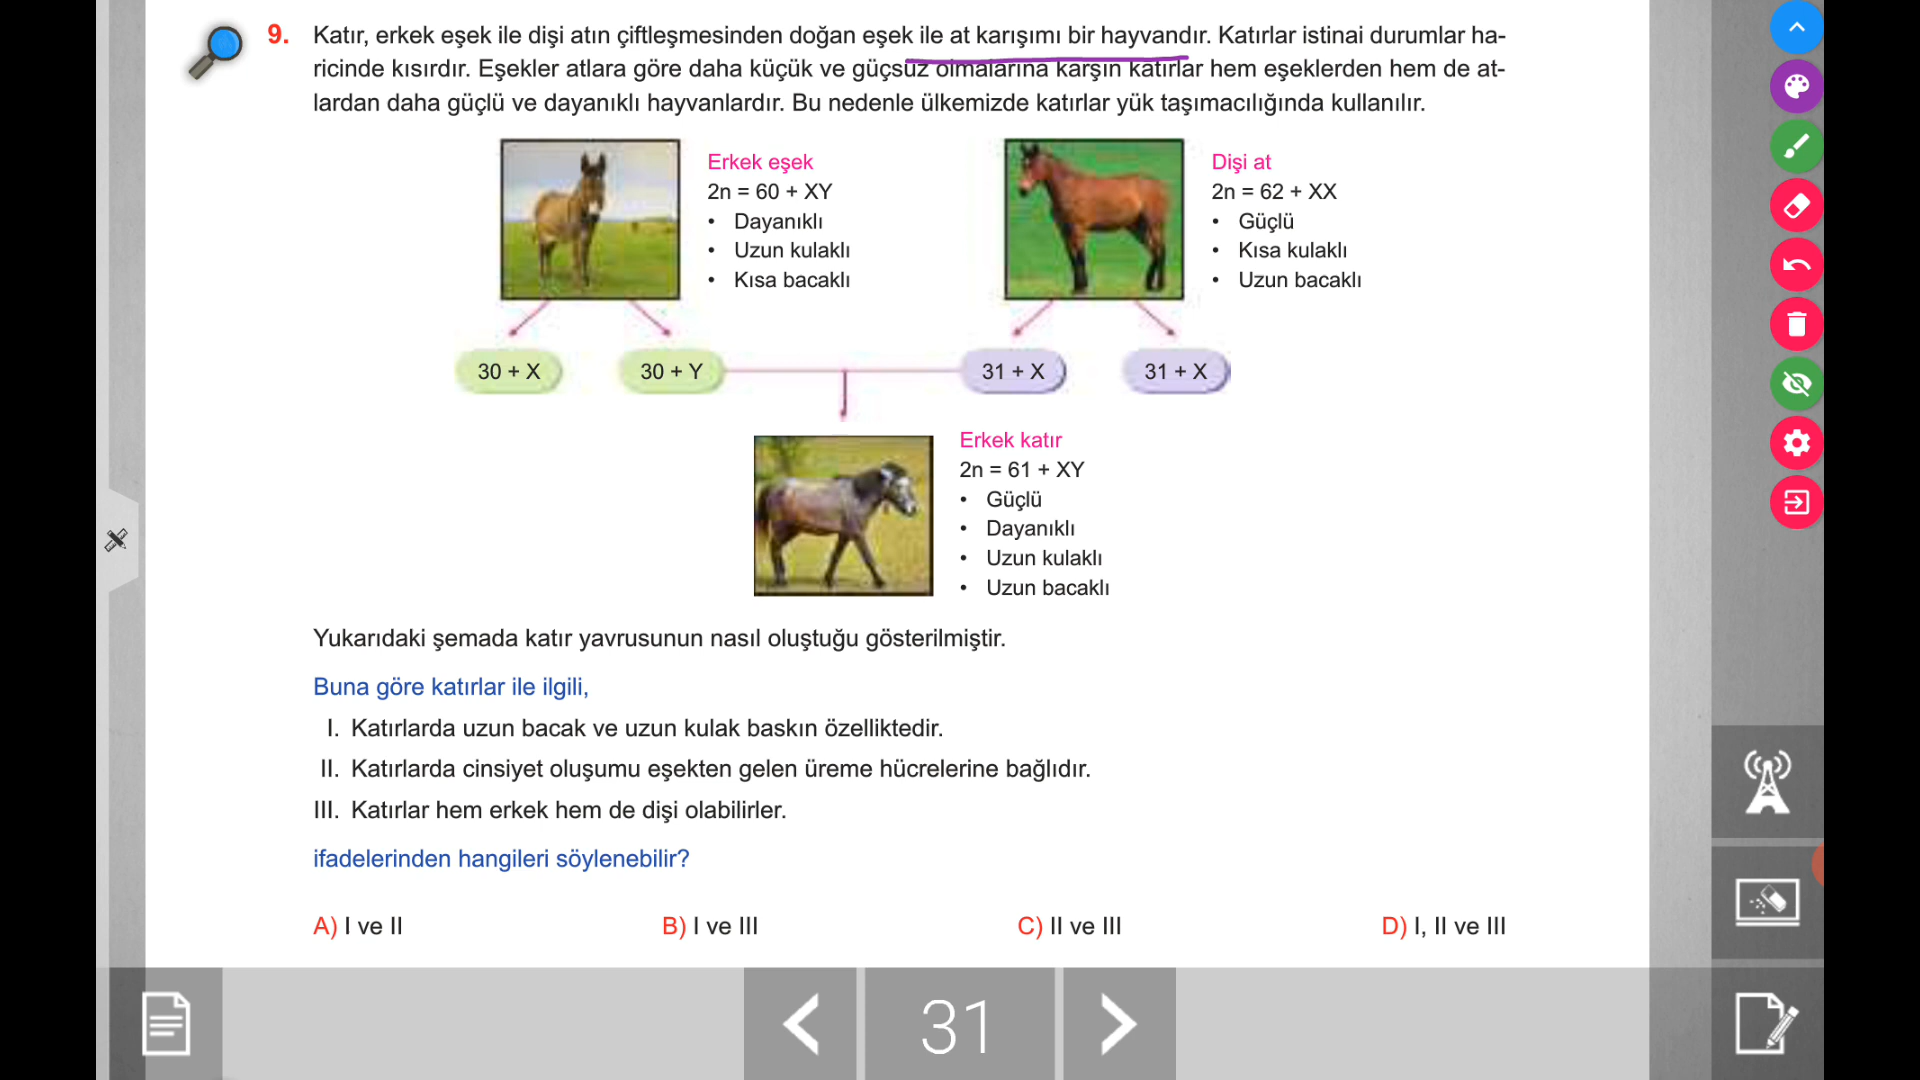 9. Katır, erkek eşek ile dişi atın çiftleşmesinden doğan eşek ile at karışımı bir hayvandır. Katırlar istinai durumlar ha-
ricinde kısırdır. Eşekler atlara göre daha küçük ve güçsüz olmalarına karşın katırlar hem eşeklerden hem de at-
lardan daha güçlü ve dayanıklı hayvanlardır. Bu nedenle ülkemizde katırlar yük taşımacılığında kullanılır.
Erkek eşek
2n = 60 + XY
• Dayanıklı
• Uzun kulaklı
• Kısa bacaklı
Dişi at
2n = 62 + XX
• Güçlü
• Kısa kulaklı
• Uzun bacaklı
30 + X
30 + Y
31 + X
31 + X
Erkek katır
2n = 61 + XY
• Güçlü
• Dayanıklı
• Uzun kulaklı
• Uzun bacaklı
Yukarıdaki şemada katır yavrusunun nasıl oluştuğu gösterilmiştir.
Buna göre katırlar ile ilgili,
I. Katırlarda uzun bacak ve uzun kulak baskın özelliktedir.
II. Katırlarda cinsiyet oluşumu eşekten gelen üreme hücrelerine bağlıdır.
III. Katırlar hem erkek hem de dişi olabilirler.
ifadelerinden hangileri söylenebilir?
A) I ve II
B) I ve III
C) II ve III
D) I, II ve III
31